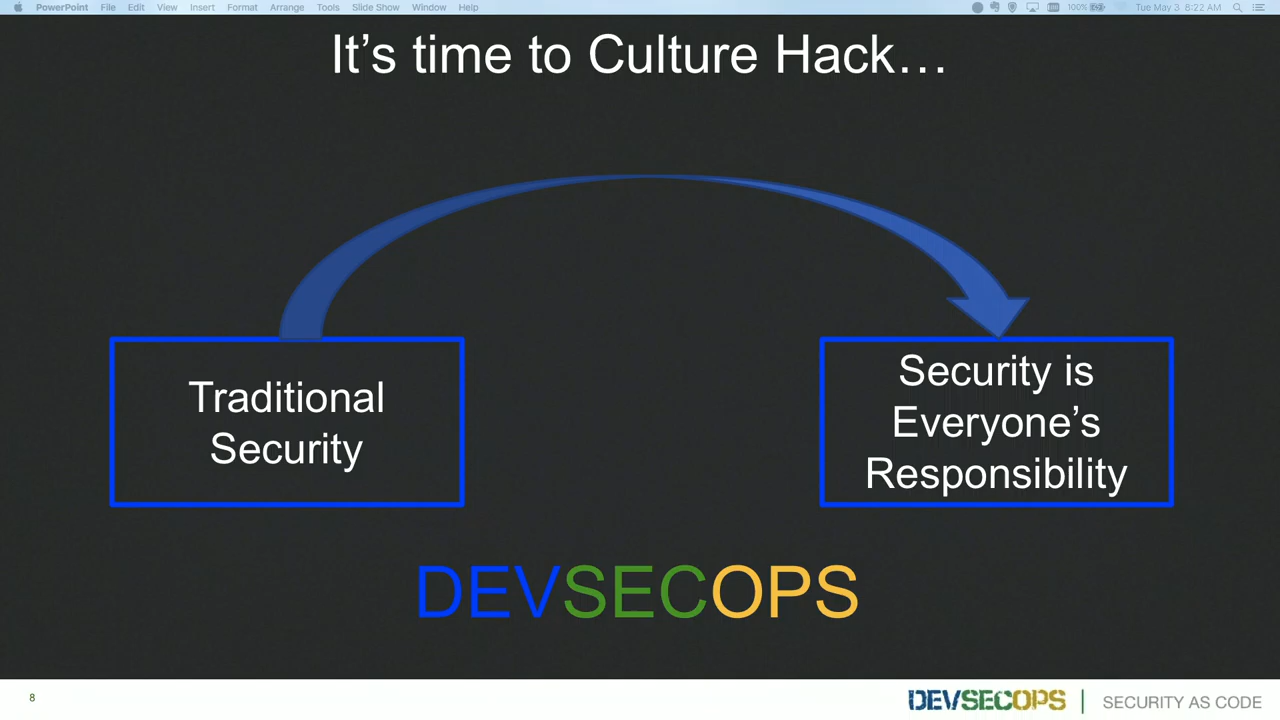 PowerPoint File Edit View Insert Format Arrange Tools Slide Show Window Help 100% Tue May 3 8:22 AM
It's time to Culture Hack…
Traditional
Security
Security is
Everyone's
Responsibility
DEVSECOPS
8
DEVSECOPS | SECURITY AS CODE